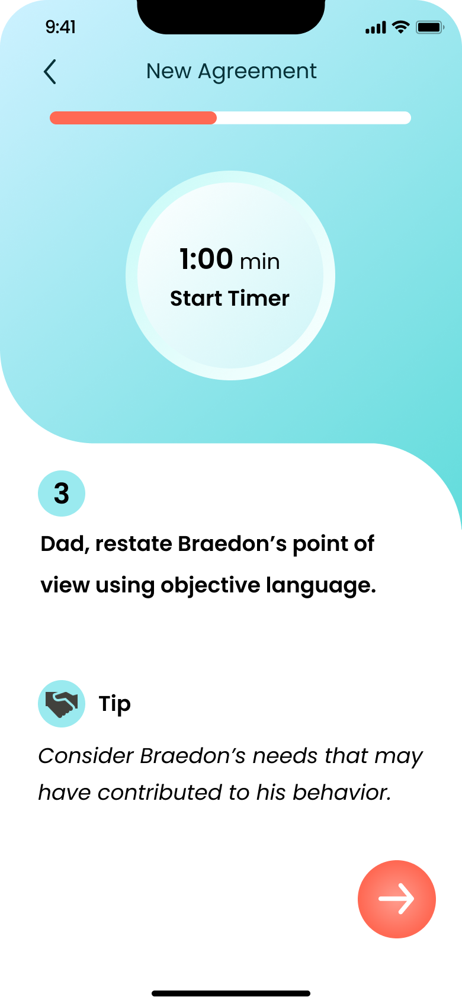 9:41
New Agreement
1:00 min
Start Timer
3
Dad, restate Braedon’s point of
view using objective language.
Tip
Consider Braedon’s needs that may
have contributed to his behavior.